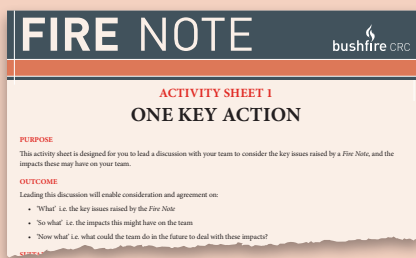 FIRE NOTE
bushfire CRC
ACTIVITY SHEET 1
ONE KEY ACTION
PURPOSE
This activity sheet is designed for you to lead a discussion with your team to consider the key issues raised by a Fire Note, and the
impacts these may have on your team.
OUTCOME
Leading this discussion will enable consideration and agreement on:
• 'What' i.e. the key issues raised by the Fire Note
• 'So what' i.e. the impacts this might have on the team
• 'Now what' i.e. what could the team do in the future to deal with these impacts?